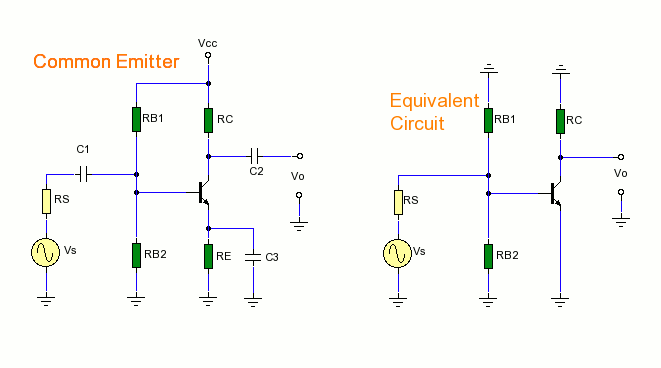 Common Emitter
Vcc
RB1
RC
C1
C2
Vo
RS
Vs
RB2
RE
C3
Equivalent
Circuit
RB1
RC
Vo
RS
Vs
RB2